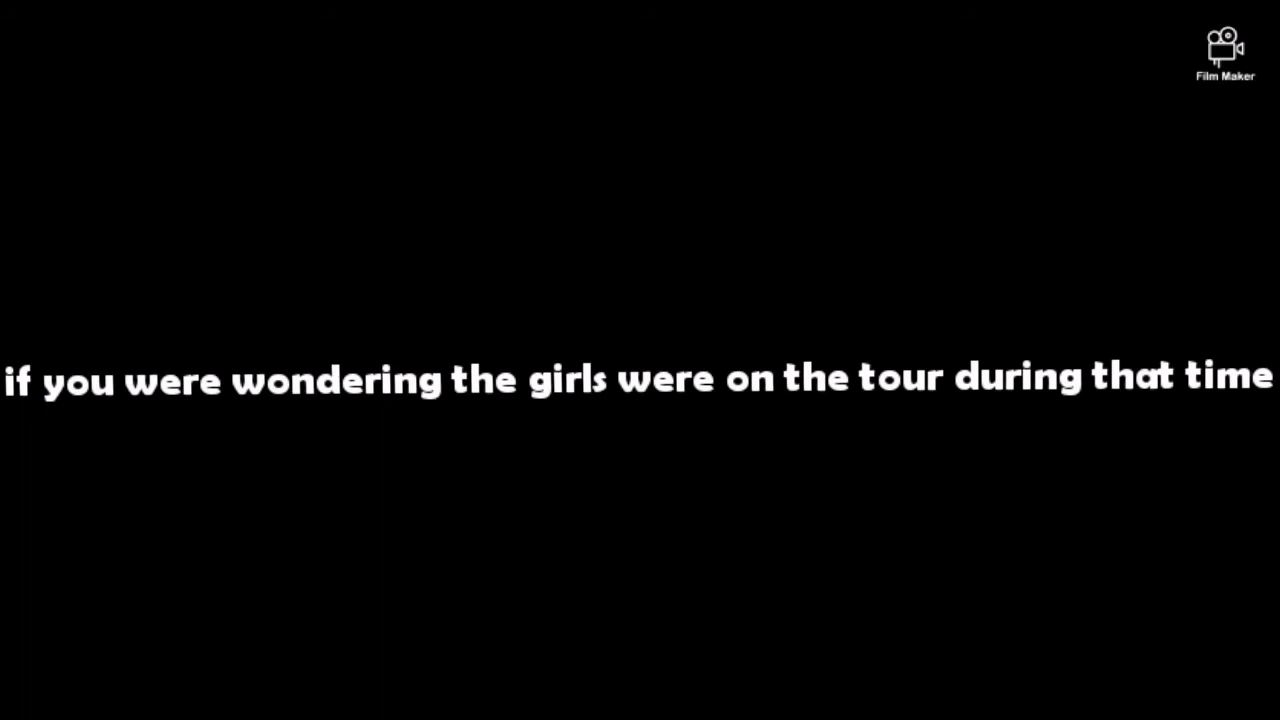 Film Maker
if you were wondering the girls were on the tour during that time